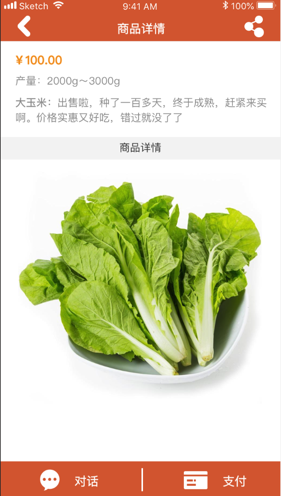 Sketch 9:41 AM 100%
商品详情
￥100.00
产量：2000g～3000g
大玉米：出售啦，种了一百多天，终于成熟，赶紧来买
啊。价格实惠又好吃，错过就没了了
商品详情
对话 支付